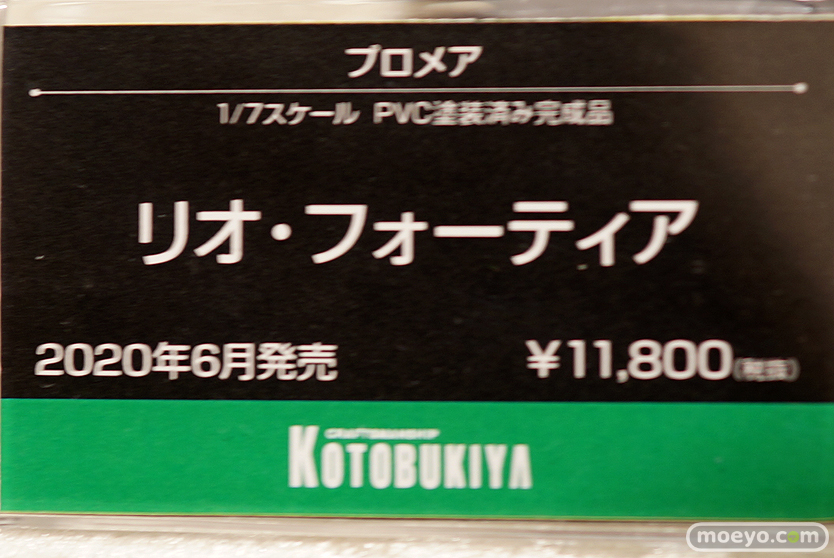 プロメア
1/7スケール PVC塗装済み完成品
リオ・フォーティア
2020年6月発売
￥11,800(税抜)
CRAFTSMANSHIP
KOTOBUKIYA
moeyo.com